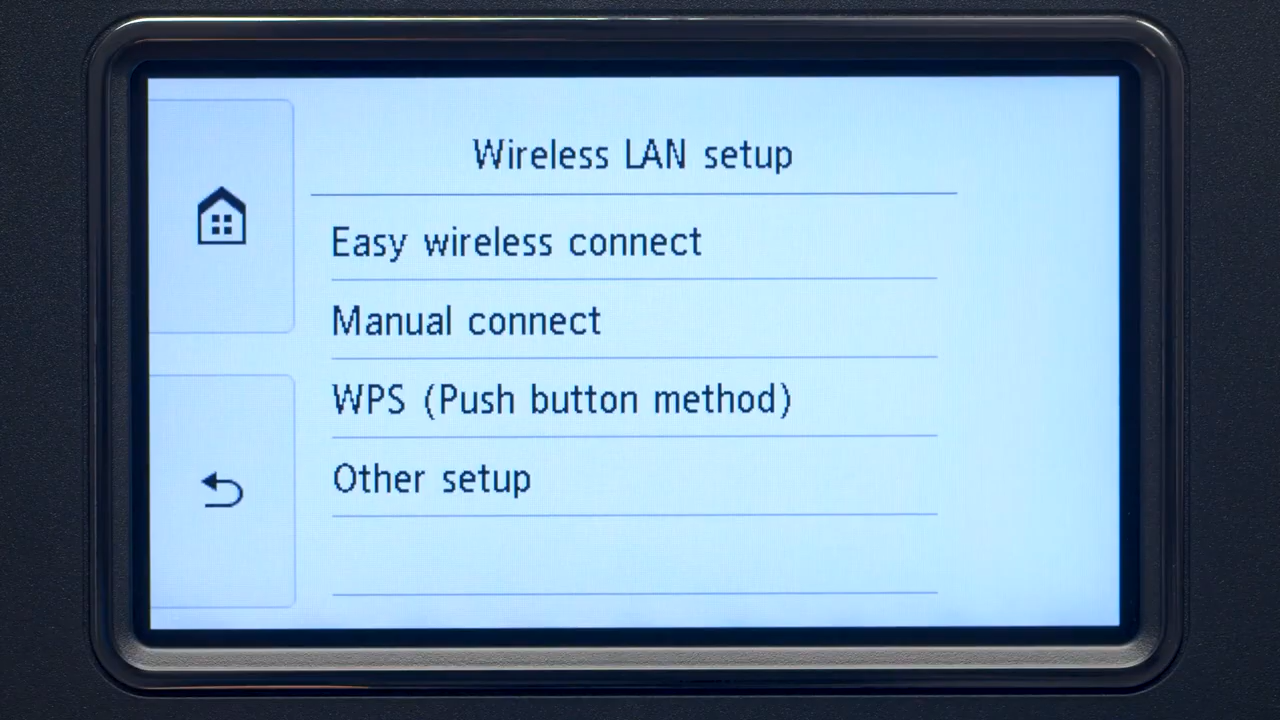 Wireless LAN setup
Easy wireless connect
Manual connect
WPS (Push button method)
Other setup